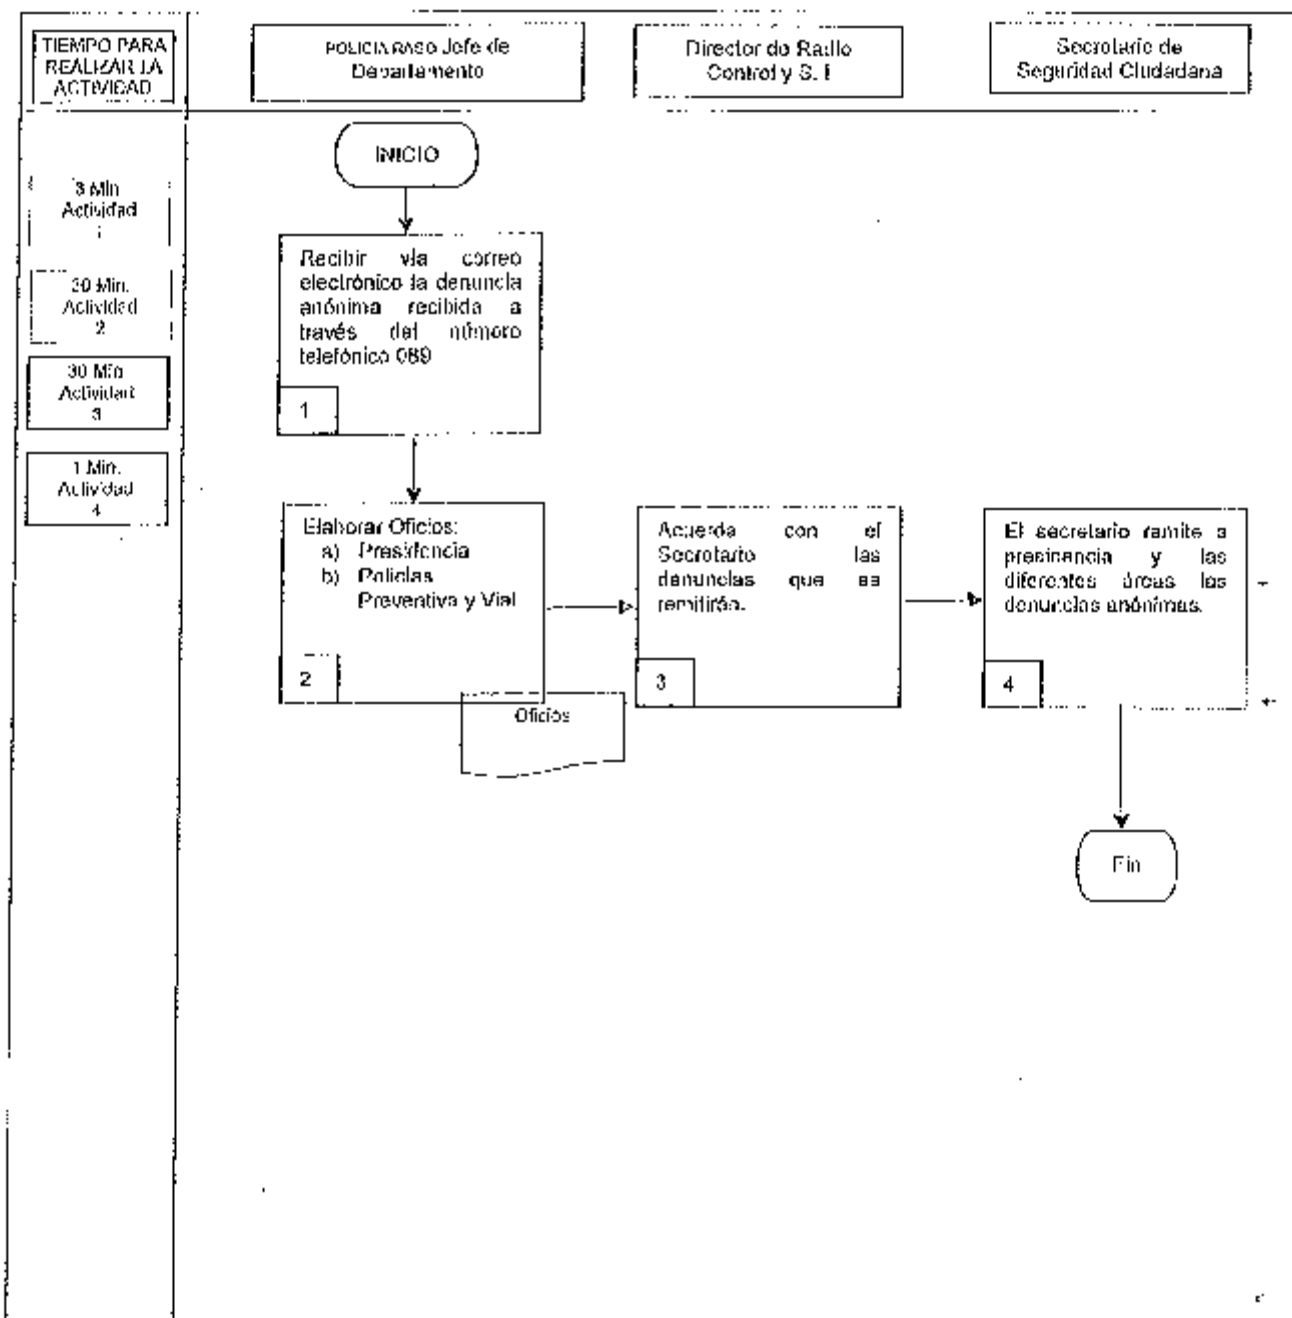 TIEMPO PARA
REALIZAR LA
ACTIVIDAD
POLICIA RASO Jefe de
Departamento
Director de Radio
Control y S. I
Secretario de
Seguridad Ciudadana
INICIO
3 Min
Actividad
1
30 Min.
Actividad
2
30 Min
Actividad
3
1 Min.
Actividad
4
Recibir vía correo
electrónico la denuncia
anónima recibida a
través del número
telefónico 089
1
Elaborar Oficios:
a) Presidencia
b) Policías
Preventiva y Vial
2
Oficios
Acuerda con el
Secretario las
denuncias que se
remitirán.
3
El secretario remite a
presidencia y las
diferentes áreas las
denuncias anónimas.
4
Fin